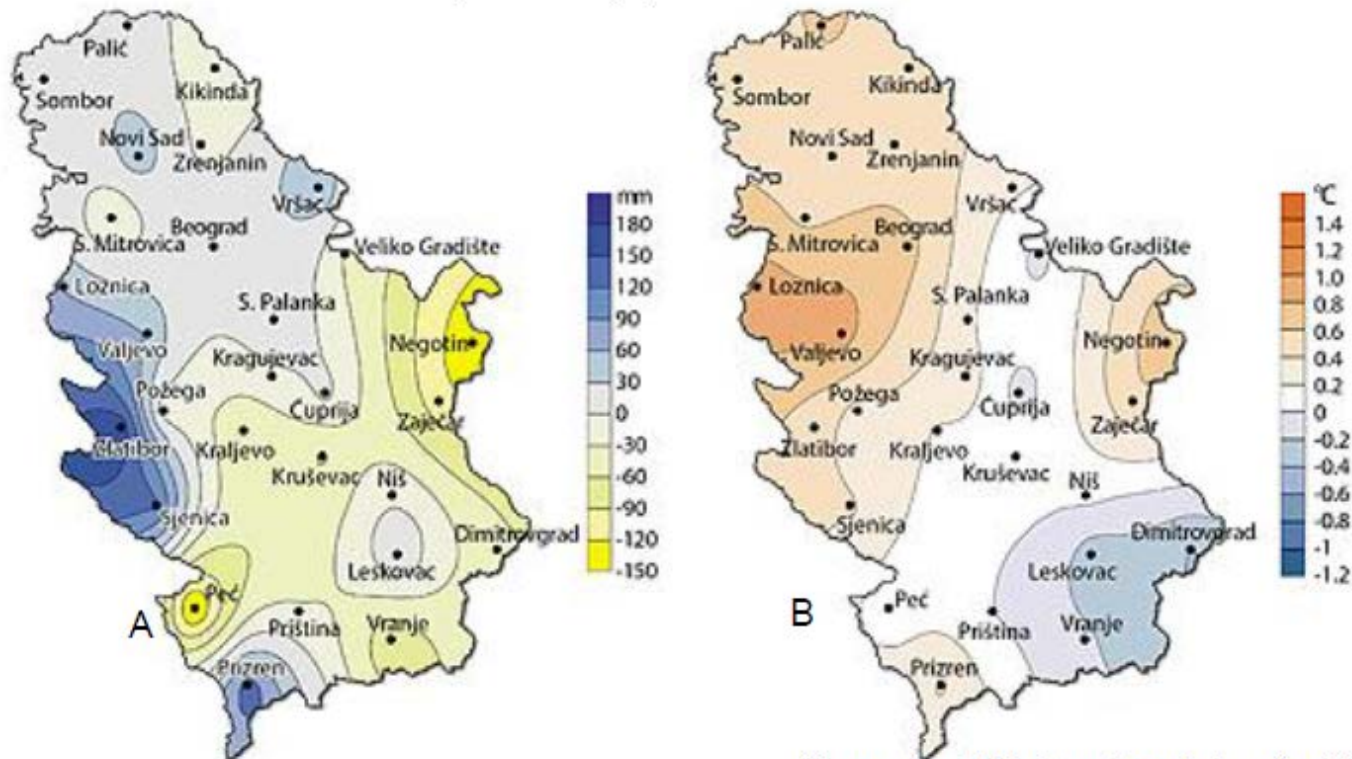 Palić
Kikinda
Sombor
Novi Sad
Zrenjanin
Vršac
S. Mitrovica
Beograd
Veliko Gradište
Loznica
S. Palanka
Valjevo
Negotin
Kragujevac
Požega
Ćuprija
Zaječar
Zlatibor
Kraljevo
Kruševac
Niš
Sjenica
Dimitrovgrad
Leskovac
Peć
A
Priština
Vranje
Prizren
mm
180
150
120
90
60
30
0
-30
-60
-90
-120
-150
Palić
Kikinda
Sombor
Novi Sad
Zrenjanin
Vršac
S. Mitrovica
Beograd
Veliko Gradište
Loznica
S. Palanka
Valjevo
Negotin
Kragujevac
Požega
Ćuprija
Zaječar
Zlatibor
Kraljevo
Kruševac
Niš
Sjenica
Dimitrovgrad
Leskovac
B
Peć
Priština
Vranje
Prizren
°C
1.4
1.2
1.0
0.8
0.6
0.4
0.2
0
-0.2
-0.4
-0.6
-0.8
-1
-1.2